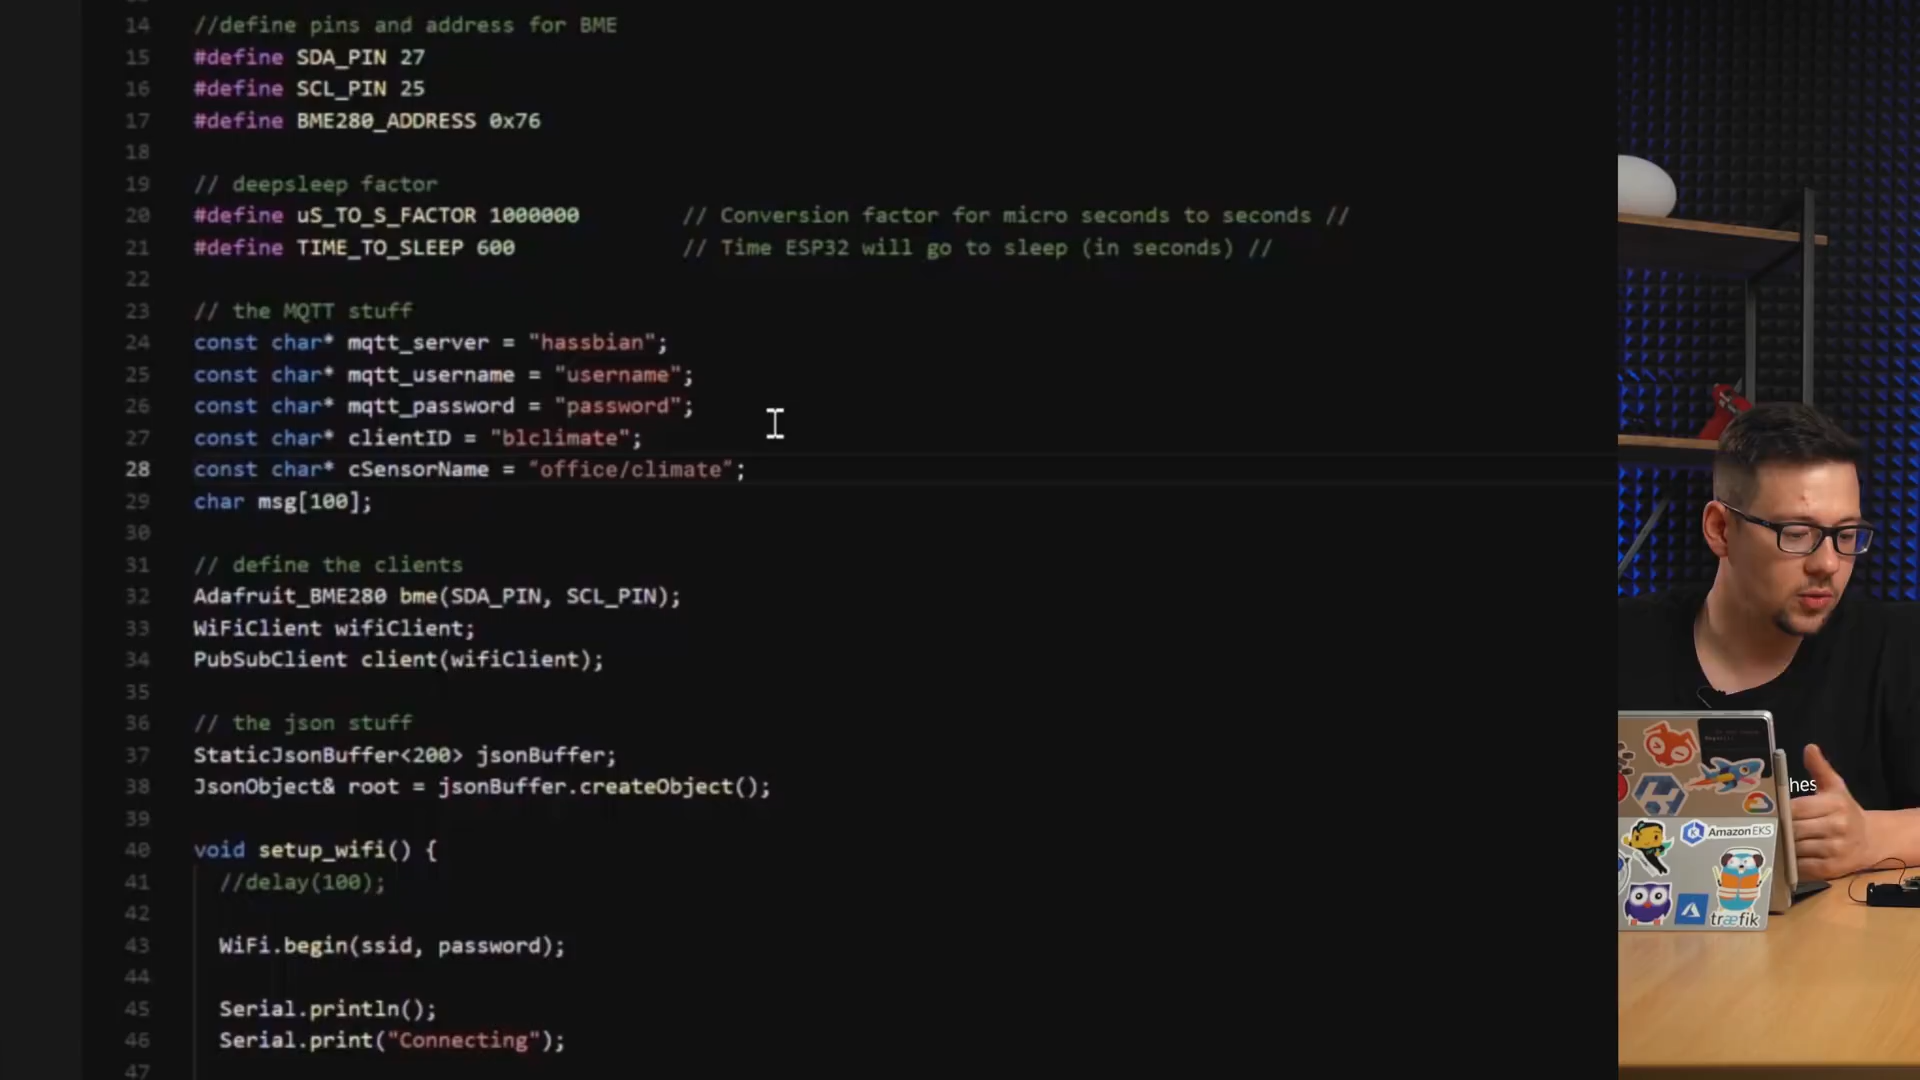 14 //define pins and address for BME
15 #define SDA_PIN 27
16 #define SCL_PIN 25
17 #define BME280_ADDRESS 0x76
18
19 // deepsleep factor
20 #define uS_TO_S_FACTOR 1000000 // Conversion factor for micro seconds to seconds //
21 #define TIME_TO_SLEEP 600 // Time ESP32 will go to sleep (in seconds) //
22
23 // the MQTT stuff
24 const char* mqtt_server = "hassbian";
25 const char* mqtt_username = "username";
26 const char* mqtt_password = "password";
27 const char* clientID = "blclimate";
28 const char* cSensorName = "office/climate";
29 char msg[100];
30
31 // define the clients
32 Adafruit_BME280 bme(SDA_PIN, SCL_PIN);
33 WiFiClient wifiClient;
34 PubSubClient client(wifiClient);
35
36 // the json stuff
37 StaticJsonBuffer<200> jsonBuffer;
38 JsonObject& root = jsonBuffer.createObject();
39
40 void setup_wifi() {
41 //delay(100);
42
43 WiFi.begin(ssid, password);
44
45 Serial.println();
46 Serial.print("Connecting");
47
hes
Amazon EKS
træfik